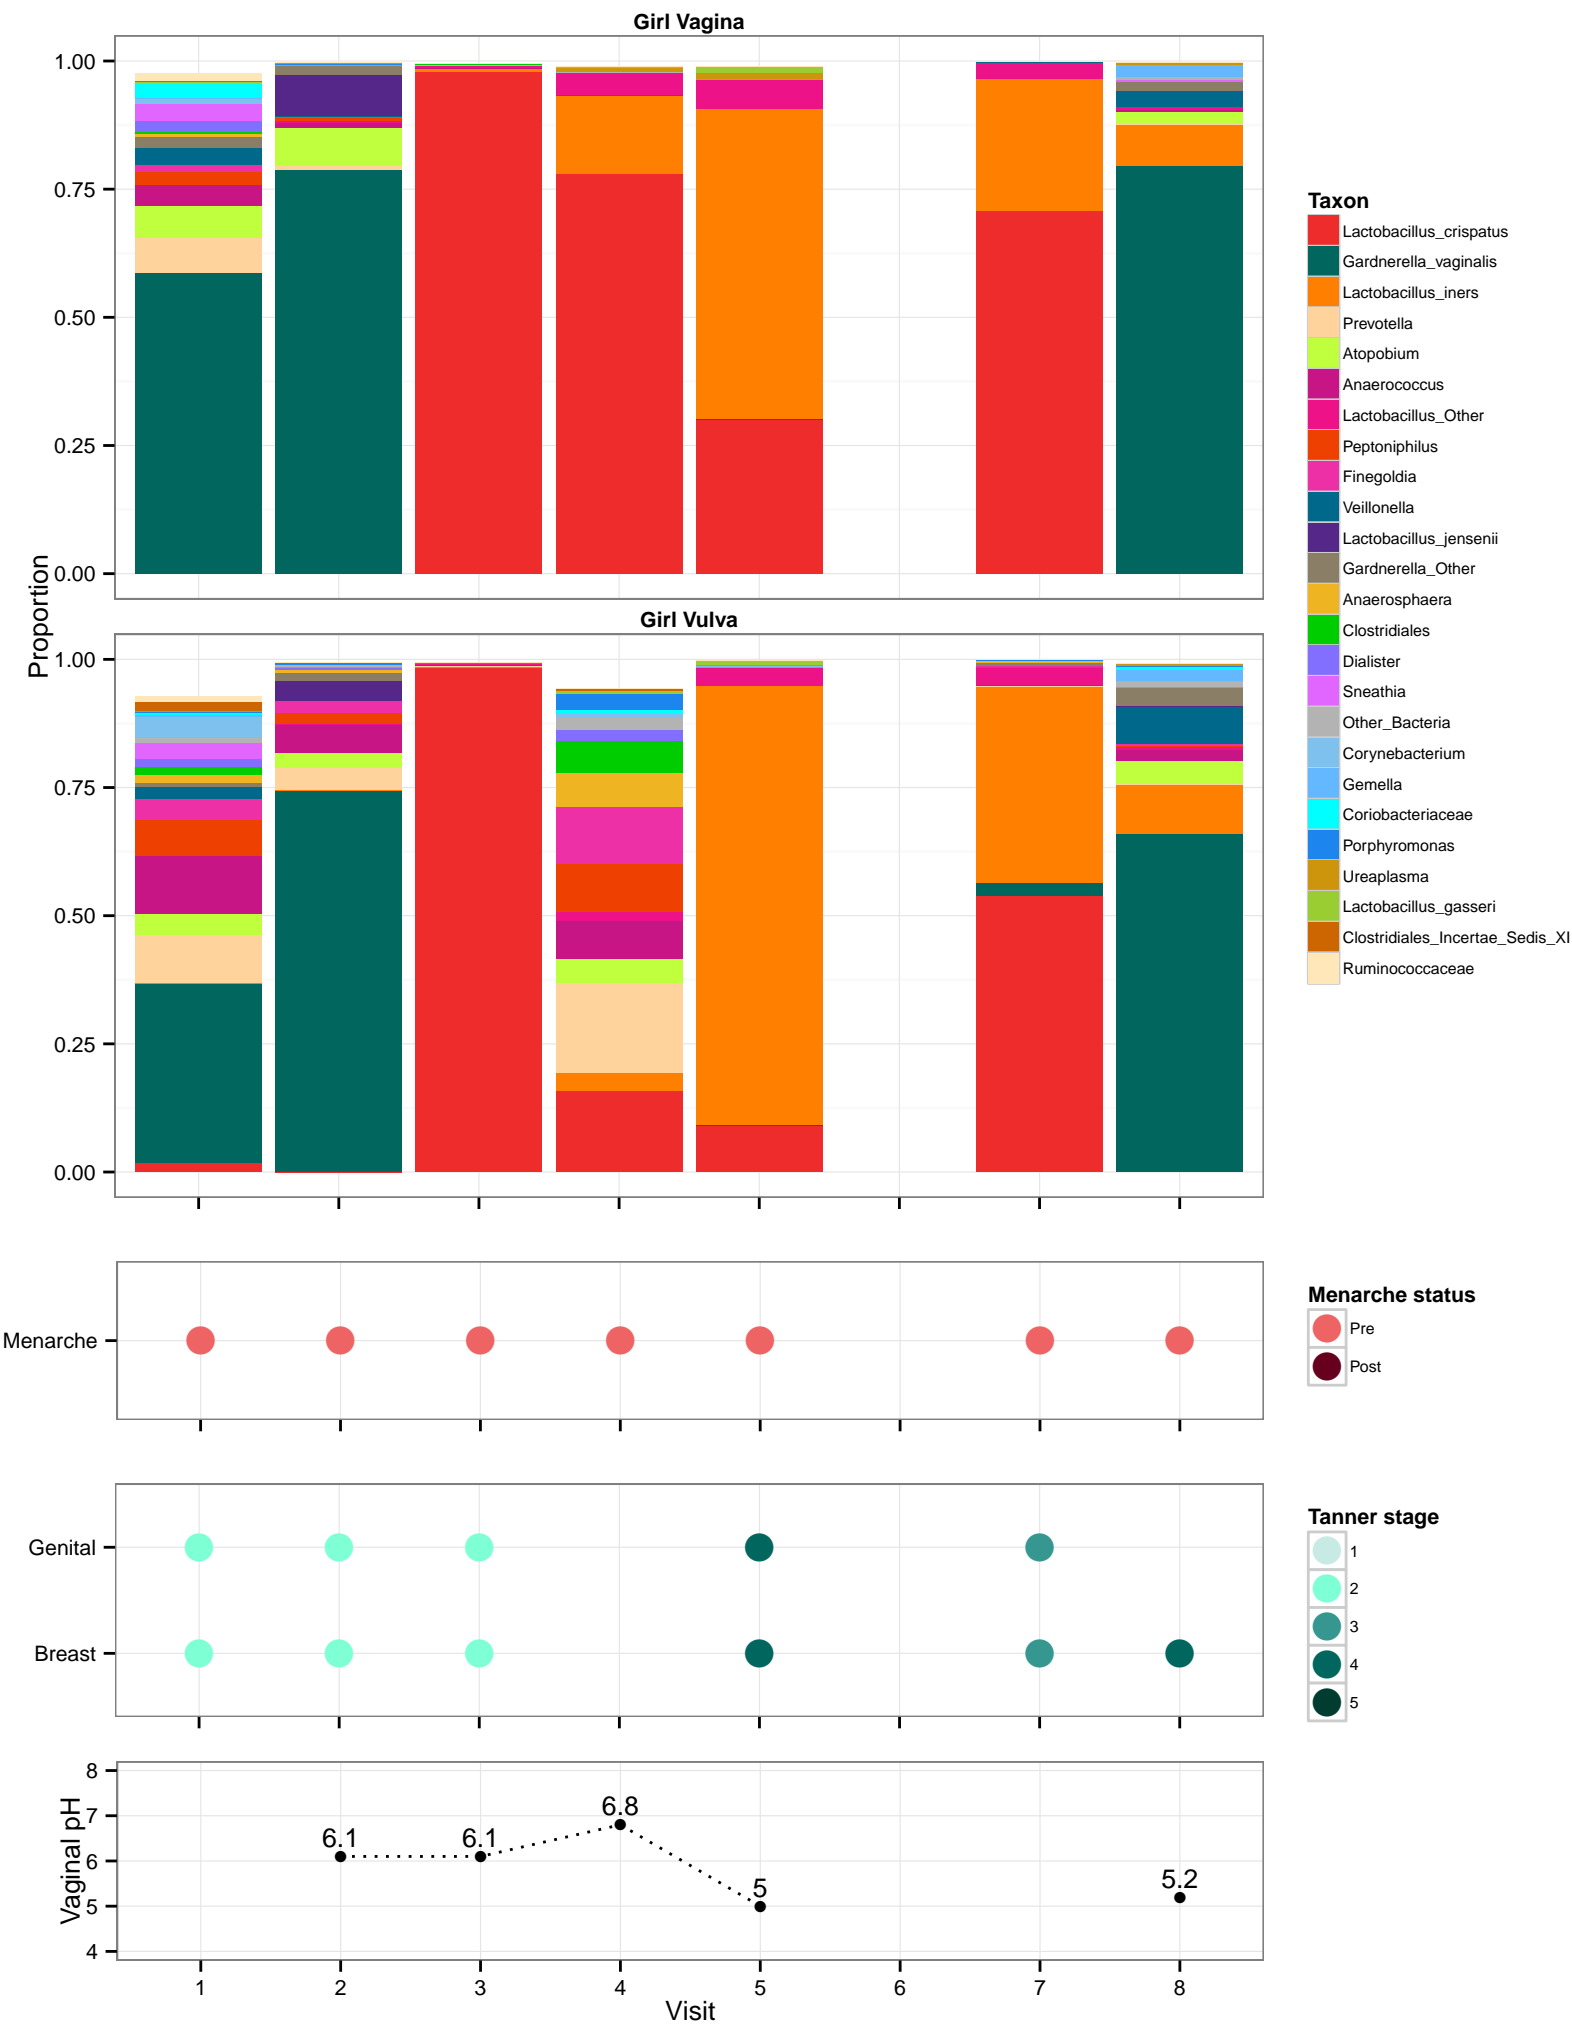 Girl Vagina
1.00
0.75
0.50
0.25
0.00
Proportion
Girl Vulva
1.00
0.75
0.50
0.25
0.00
Taxon
Lactobacillus_crispatus
Gardnerella_vaginalis
Lactobacillus_iners
Prevotella
Atopobium
Anaerococcus
Lactobacillus_Other
Peptoniphilus
Finegoldia
Veillonella
Lactobacillus_jensenii
Gardnerella_Other
Anaerosphaera
Clostridiales
Dialister
Sneathia
Other_Bacteria
Corynebacterium
Gemella
Coriobacteriaceae
Porphyromonas
Ureaplasma
Lactobacillus_gasseri
Clostridiales_Incertae_Sedis_XI
Ruminococcaceae
Menarche
Menarche status
Pre
Post
Genital
Breast
Tanner stage
1
2
3
4
5
Vaginal pH
8
7
6
5
4
6.1
6.1
6.8
5
5.2
1 2 3 4 5 6 7 8
Visit